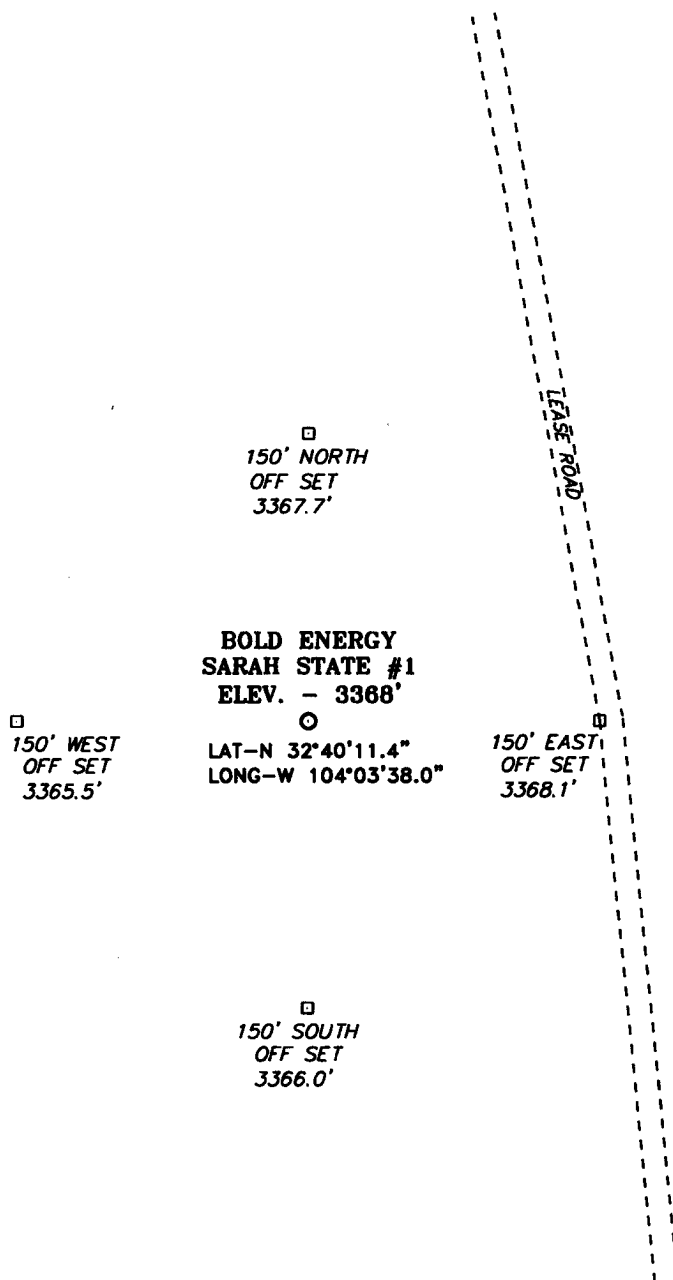 LEASE ROAD
150' NORTH
OFF SET
3367.7'
BOLD ENERGY
SARAH STATE #1
ELEV. - 3368'
LAT-N 32°40'11.4"
LONG-W 104°03'38.0"
150' WEST
OFF SET
3365.5'
150' EAST
OFF SET
3368.1'
150' SOUTH
OFF SET
3366.0'